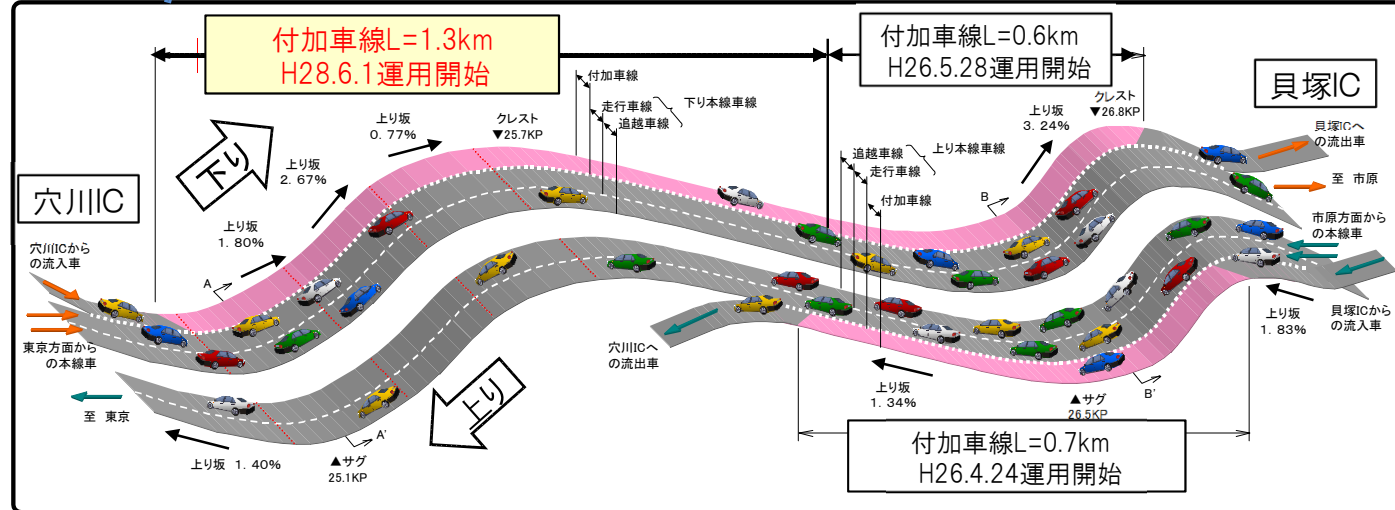 付加車線L=1.3km
H28.6.1運用開始
付加車線L=0.6km
H26.5.28運用開始
貝塚IC
穴川IC
下り
上り
付加車線
走行車線
追越車線
下り本線車線
上り坂
0.77%
クレスト
▼25.7KP
上り坂
2.67%
上り坂
1.80%
A
穴川ICから
の流入車
東京方面から
の本線車
至 東京
上り坂 1.40%
▲サグ
25.1KP
A'
穴川ICへ
の流出車
追越車線
走行車線
上り本線車線
付加車線
上り坂
3.24%
クレスト
▼26.8KP
B
貝塚ICへ
の流出車
至 市原
市原方面から
の本線車
貝塚ICから
の流入車
上り坂
1.83%
上り坂
1.34%
▲サグ
26.5KP
B'
付加車線L=0.7km
H26.4.24運用開始